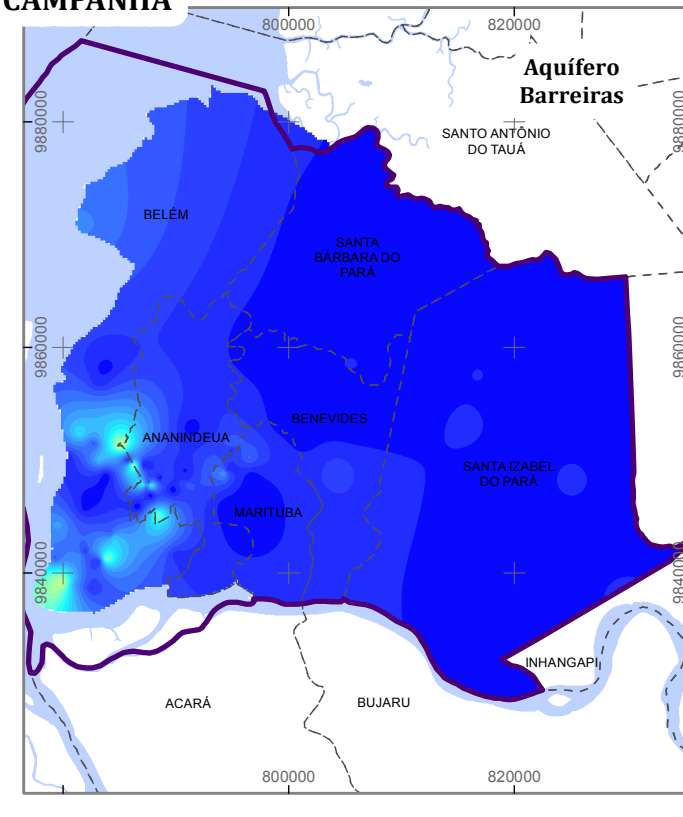 CAMPANHA
800000
820000
Aquífero
Barreiras
9880000
9880000
SANTO ANTÔNIO
DO TAUÁ
BELÉM
SANTA
BÁRBARA DO
PARÁ
9860000
9860000
BENEVIDES
ANANINDEUA
SANTA IZABEL
DO PARÁ
MARITUBA
9840000
9840000
INHANGAPI
ACARÁ
BUJARU
800000
820000